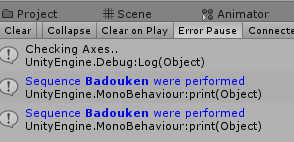 Project Scene Animator
Clear Collapse Clear on Play Error Pause Connecte
Checking Axes..
UnityEngine.Debug:Log(Object)
Sequence Badouken were performed
UnityEngine.MonoBehaviour:print(Object)
Sequence Badouken were performed
UnityEngine.MonoBehaviour:print(Object)